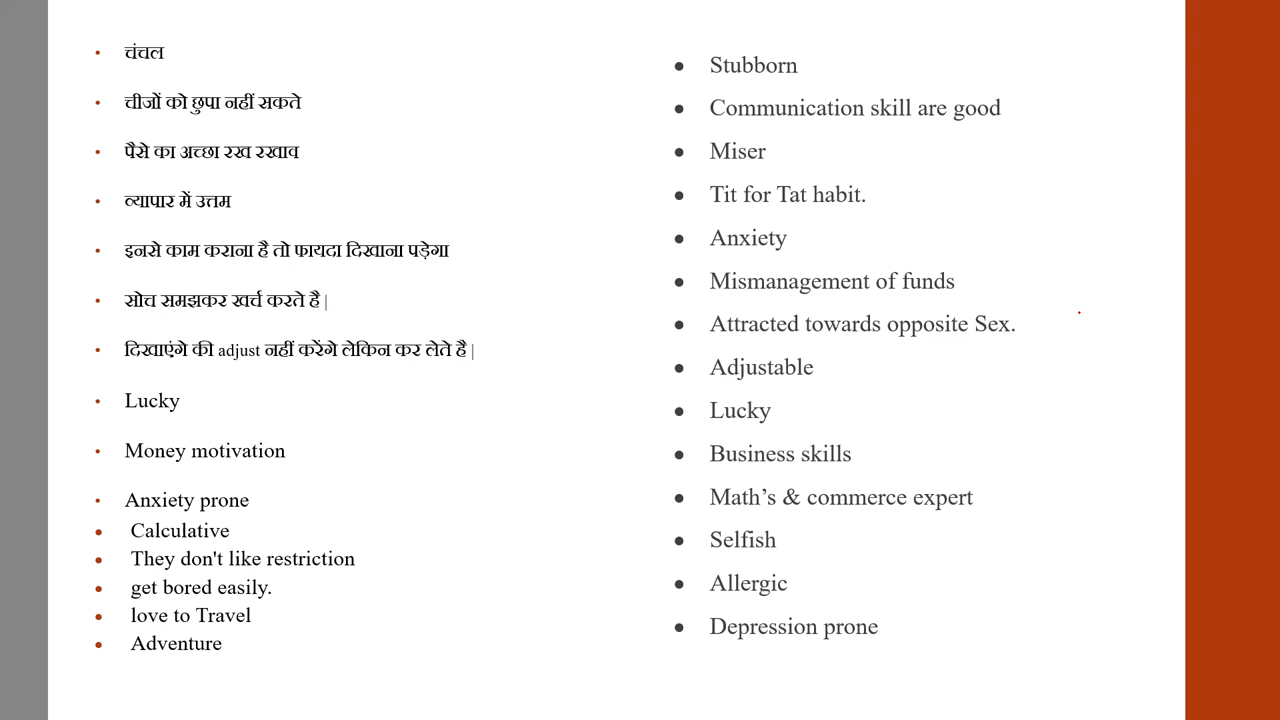 • चंचल
• चीजों को छुपा नहीं सकते
• पैसे का अच्छा रख रखाव
• व्यापार में उत्तम
• इनसे काम कराना है तो फायदा दिखाना पड़ेगा
• सोच समझकर खर्च करते है |
• दिखाएंगे की adjust नहीं करेंगे लेकिन कर लेते है |
• Lucky
• Money motivation
• Anxiety prone
• Calculative
• They don't like restriction
• get bored easily.
• love to Travel
• Adventure
• Stubborn
• Communication skill are good
• Miser
• Tit for Tat habit.
• Anxiety
• Mismanagement of funds
• Attracted towards opposite Sex.
• Adjustable
• Lucky
• Business skills
• Math’s & commerce expert
• Selfish
• Allergic
• Depression prone